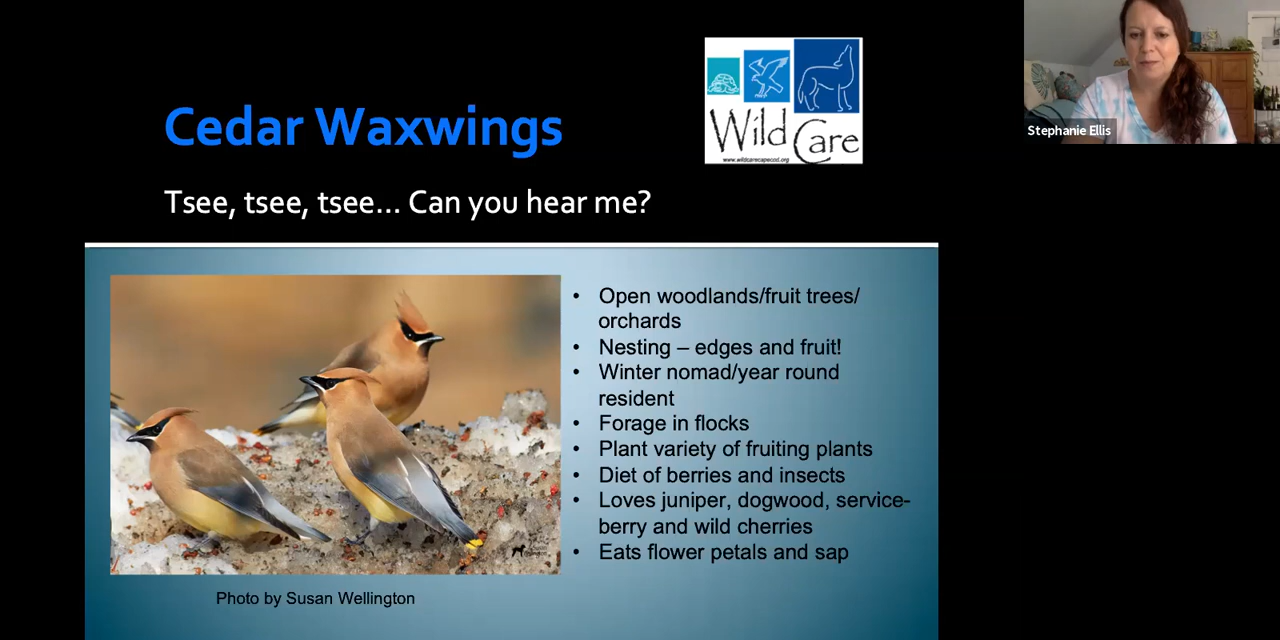 Cedar Waxwings
Tsee, tsee, tsee... Can you hear me?
Wild Care
www.wildcarecapecod.org
Stephanie Ellis
• Open woodlands/fruit trees/
orchards
• Nesting – edges and fruit!
• Winter nomad/year round
resident
• Forage in flocks
• Plant variety of fruiting plants
• Diet of berries and insects
• Loves juniper, dogwood, service-
berry and wild cherries
• Eats flower petals and sap
Photo by Susan Wellington